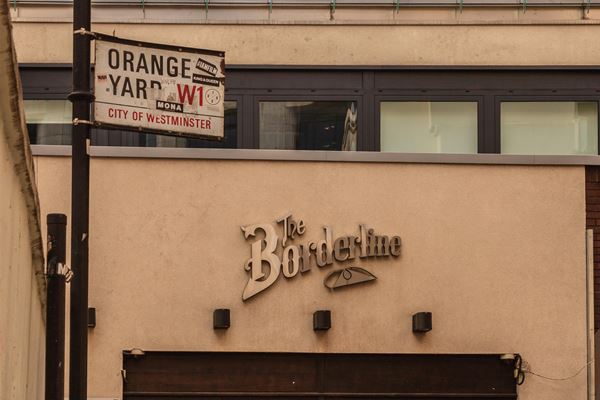 ORANGE
YARD W1
MONA
CITY OF WESTMINSTER
The
Borderline